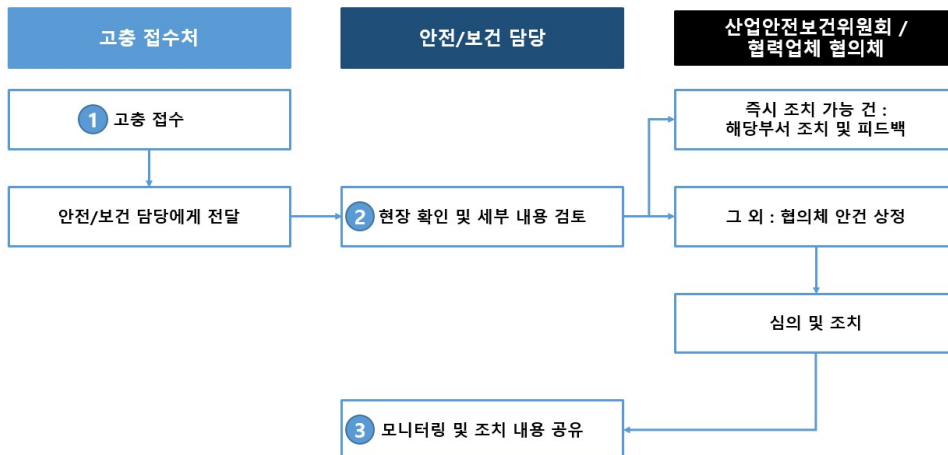 고충 접수처
안전/보건 담당
산업안전보건위원회 /
협력업체 협의체
1 고충 접수
즉시 조치 가능 건 :
해당부서 조치 및 피드백
안전/보건 담당에게 전달
2 현장 확인 및 세부 내용 검토
그 외 : 협의체 안건 상정
심의 및 조치
3 모니터링 및 조치 내용 공유